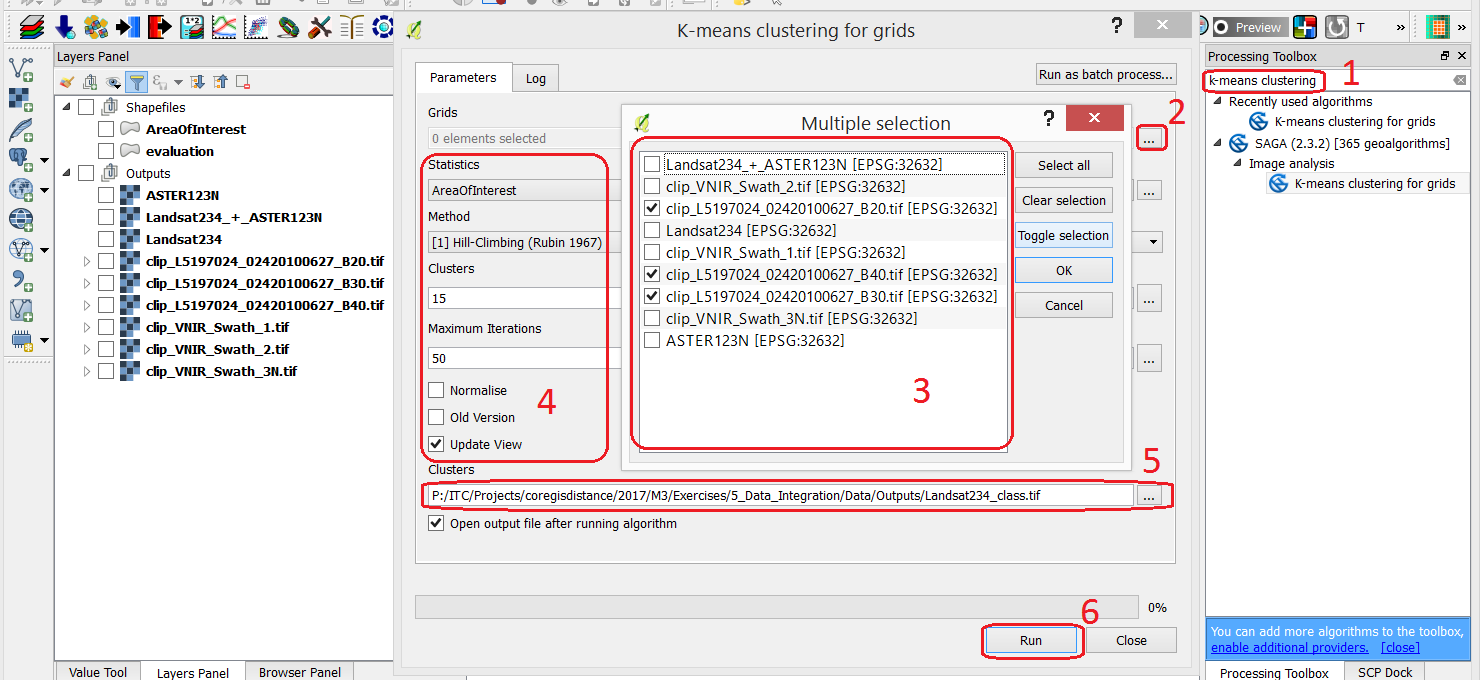 K-means clustering for grids
?
Preview
T
»
»
Layers Panel
Shapefiles
AreaOfInterest
evaluation
Outputs
ASTER123N
Landsat234_+_ASTER123N
Landsat234
clip_L5197024_02420100627_B20.tif
clip_L5197024_02420100627_B30.tif
clip_L5197024_02420100627_B40.tif
clip_VNIR_Swath_1.tif
clip_VNIR_Swath_2.tif
clip_VNIR_Swath_3N.tif
Value Tool
Layers Panel
Browser Panel
Parameters
Log
Run as batch process...
Grids
0 elements selected
...
2
Statistics
AreaOfInterest
...
Method
[1] Hill-Climbing (Rubin 1967)
Clusters
15
...
Maximum Iterations
50
...
Normalise
Old Version
Update View
4
Clusters
P:/ITC/Projects/coregisdistance/2017/M3/Exercises/5_Data_Integration/Data/Outputs/Landsat234_class.tif
...
5
Open output file after running algorithm
0%
6
Run
Close
Multiple selection
?
Landsat234_+_ASTER123N [EPSG:32632]
clip_VNIR_Swath_2.tif [EPSG:32632]
clip_L5197024_02420100627_B20.tif [EPSG:32632]
Landsat234 [EPSG:32632]
clip_VNIR_Swath_1.tif [EPSG:32632]
clip_L5197024_02420100627_B40.tif [EPSG:32632]
clip_L5197024_02420100627_B30.tif [EPSG:32632]
clip_VNIR_Swath_3N.tif [EPSG:32632]
ASTER123N [EPSG:32632]
3
Select all
Clear selection
Toggle selection
OK
Cancel
Processing Toolbox
k-means clustering
1
Recently used algorithms
K-means clustering for grids
SAGA (2.3.2) [365 geoalgorithms]
Image analysis
K-means clustering for grids
You can add more algorithms to the toolbox,
enable additional providers. [close]
Processing Toolbox
SCP Dock